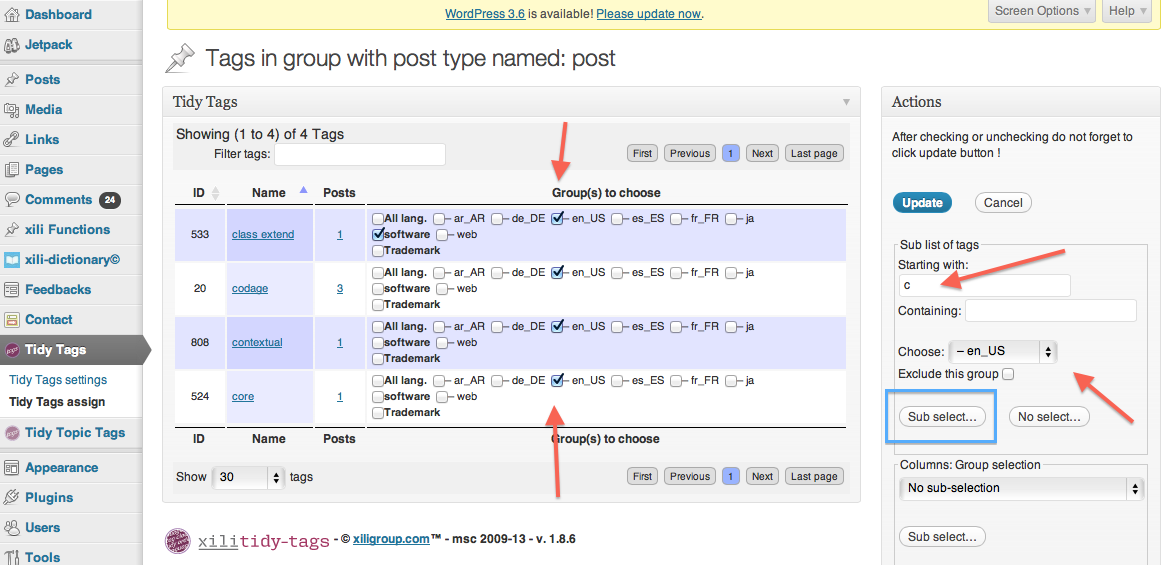 Dashboard
Jetpack
Posts
Media
Links
Pages
Comments 24
xili Functions
xili-dictionary©
Feedbacks
Contact
Tidy Tags
Tidy Tags settings
Tidy Tags assign
Tidy Topic Tags
Appearance
Plugins
Users
Tools
WordPress 3.6 is available! Please update now.
Screen Options Help
Tags in group with post type named: post
Tidy Tags
Showing (1 to 4) of 4 Tags
Filter tags:
First Previous 1 Next Last page
ID Name Posts Group(s) to choose
533 class extend 1 All lang. – ar_AR – de_DE – en_US – es_ES – fr_FR – ja
software – web
Trademark
20 codage 3 All lang. – ar_AR – de_DE – en_US – es_ES – fr_FR – ja
software – web
Trademark
808 contextual 1 All lang. – ar_AR – de_DE – en_US – es_ES – fr_FR – ja
software – web
Trademark
524 core 1 All lang. – ar_AR – de_DE – en_US – es_ES – fr_FR – ja
software – web
Trademark
ID Name Posts Group(s) to choose
Show 30 tags First Previous 1 Next Last page
xilitidy-tags - © xiligroup.com™ - msc 2009-13 - v. 1.8.6
Actions
After checking or unchecking do not forget to
click update button !
Update Cancel
Sub list of tags
Starting with:
c
Containing:
Choose: – en_US
Exclude this group
Sub select... No select...
Columns: Group selection
No sub-selection
Sub select...